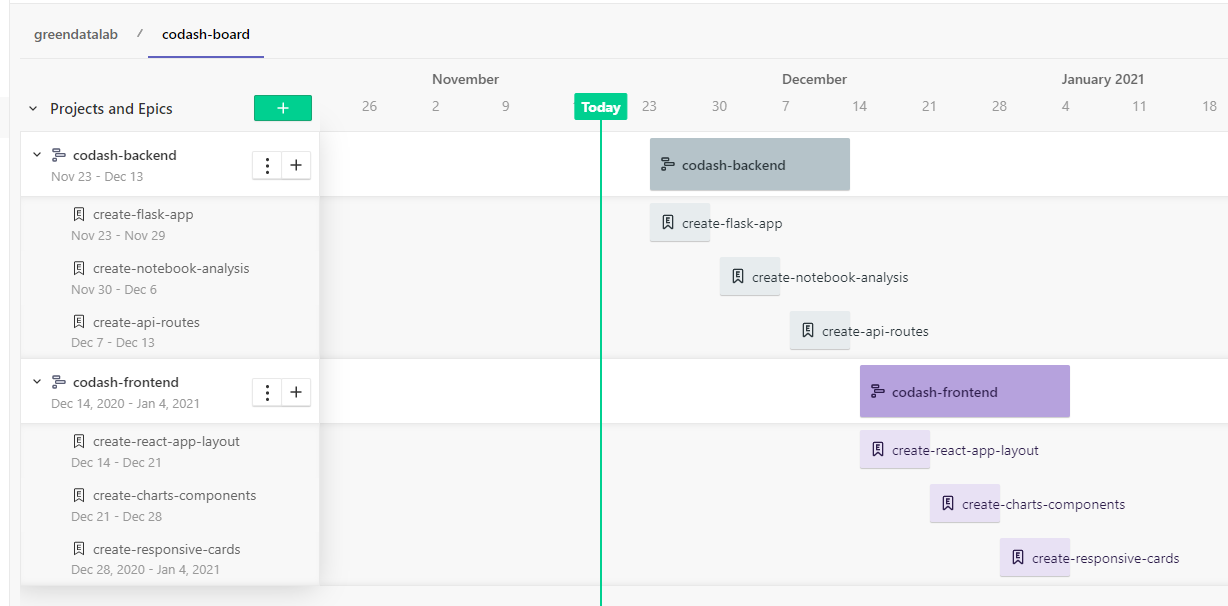 greendatalab / codash-board
November December January 2021
Projects and Epics + 26 2 9 Today 23 30 7 14 21 28 4 11 18
codash-backend
Nov 23 - Dec 13
codash-backend
create-flask-app
Nov 23 - Nov 29
create-flask-app
create-notebook-analysis
Nov 30 - Dec 6
create-notebook-analysis
create-api-routes
Dec 7 - Dec 13
create-api-routes
codash-frontend
Dec 14, 2020 - Jan 4, 2021
codash-frontend
create-react-app-layout
Dec 14 - Dec 21
create-react-app-layout
create-charts-components
Dec 21 - Dec 28
create-charts-components
create-responsive-cards
Dec 28, 2020 - Jan 4, 2021
create-responsive-cards